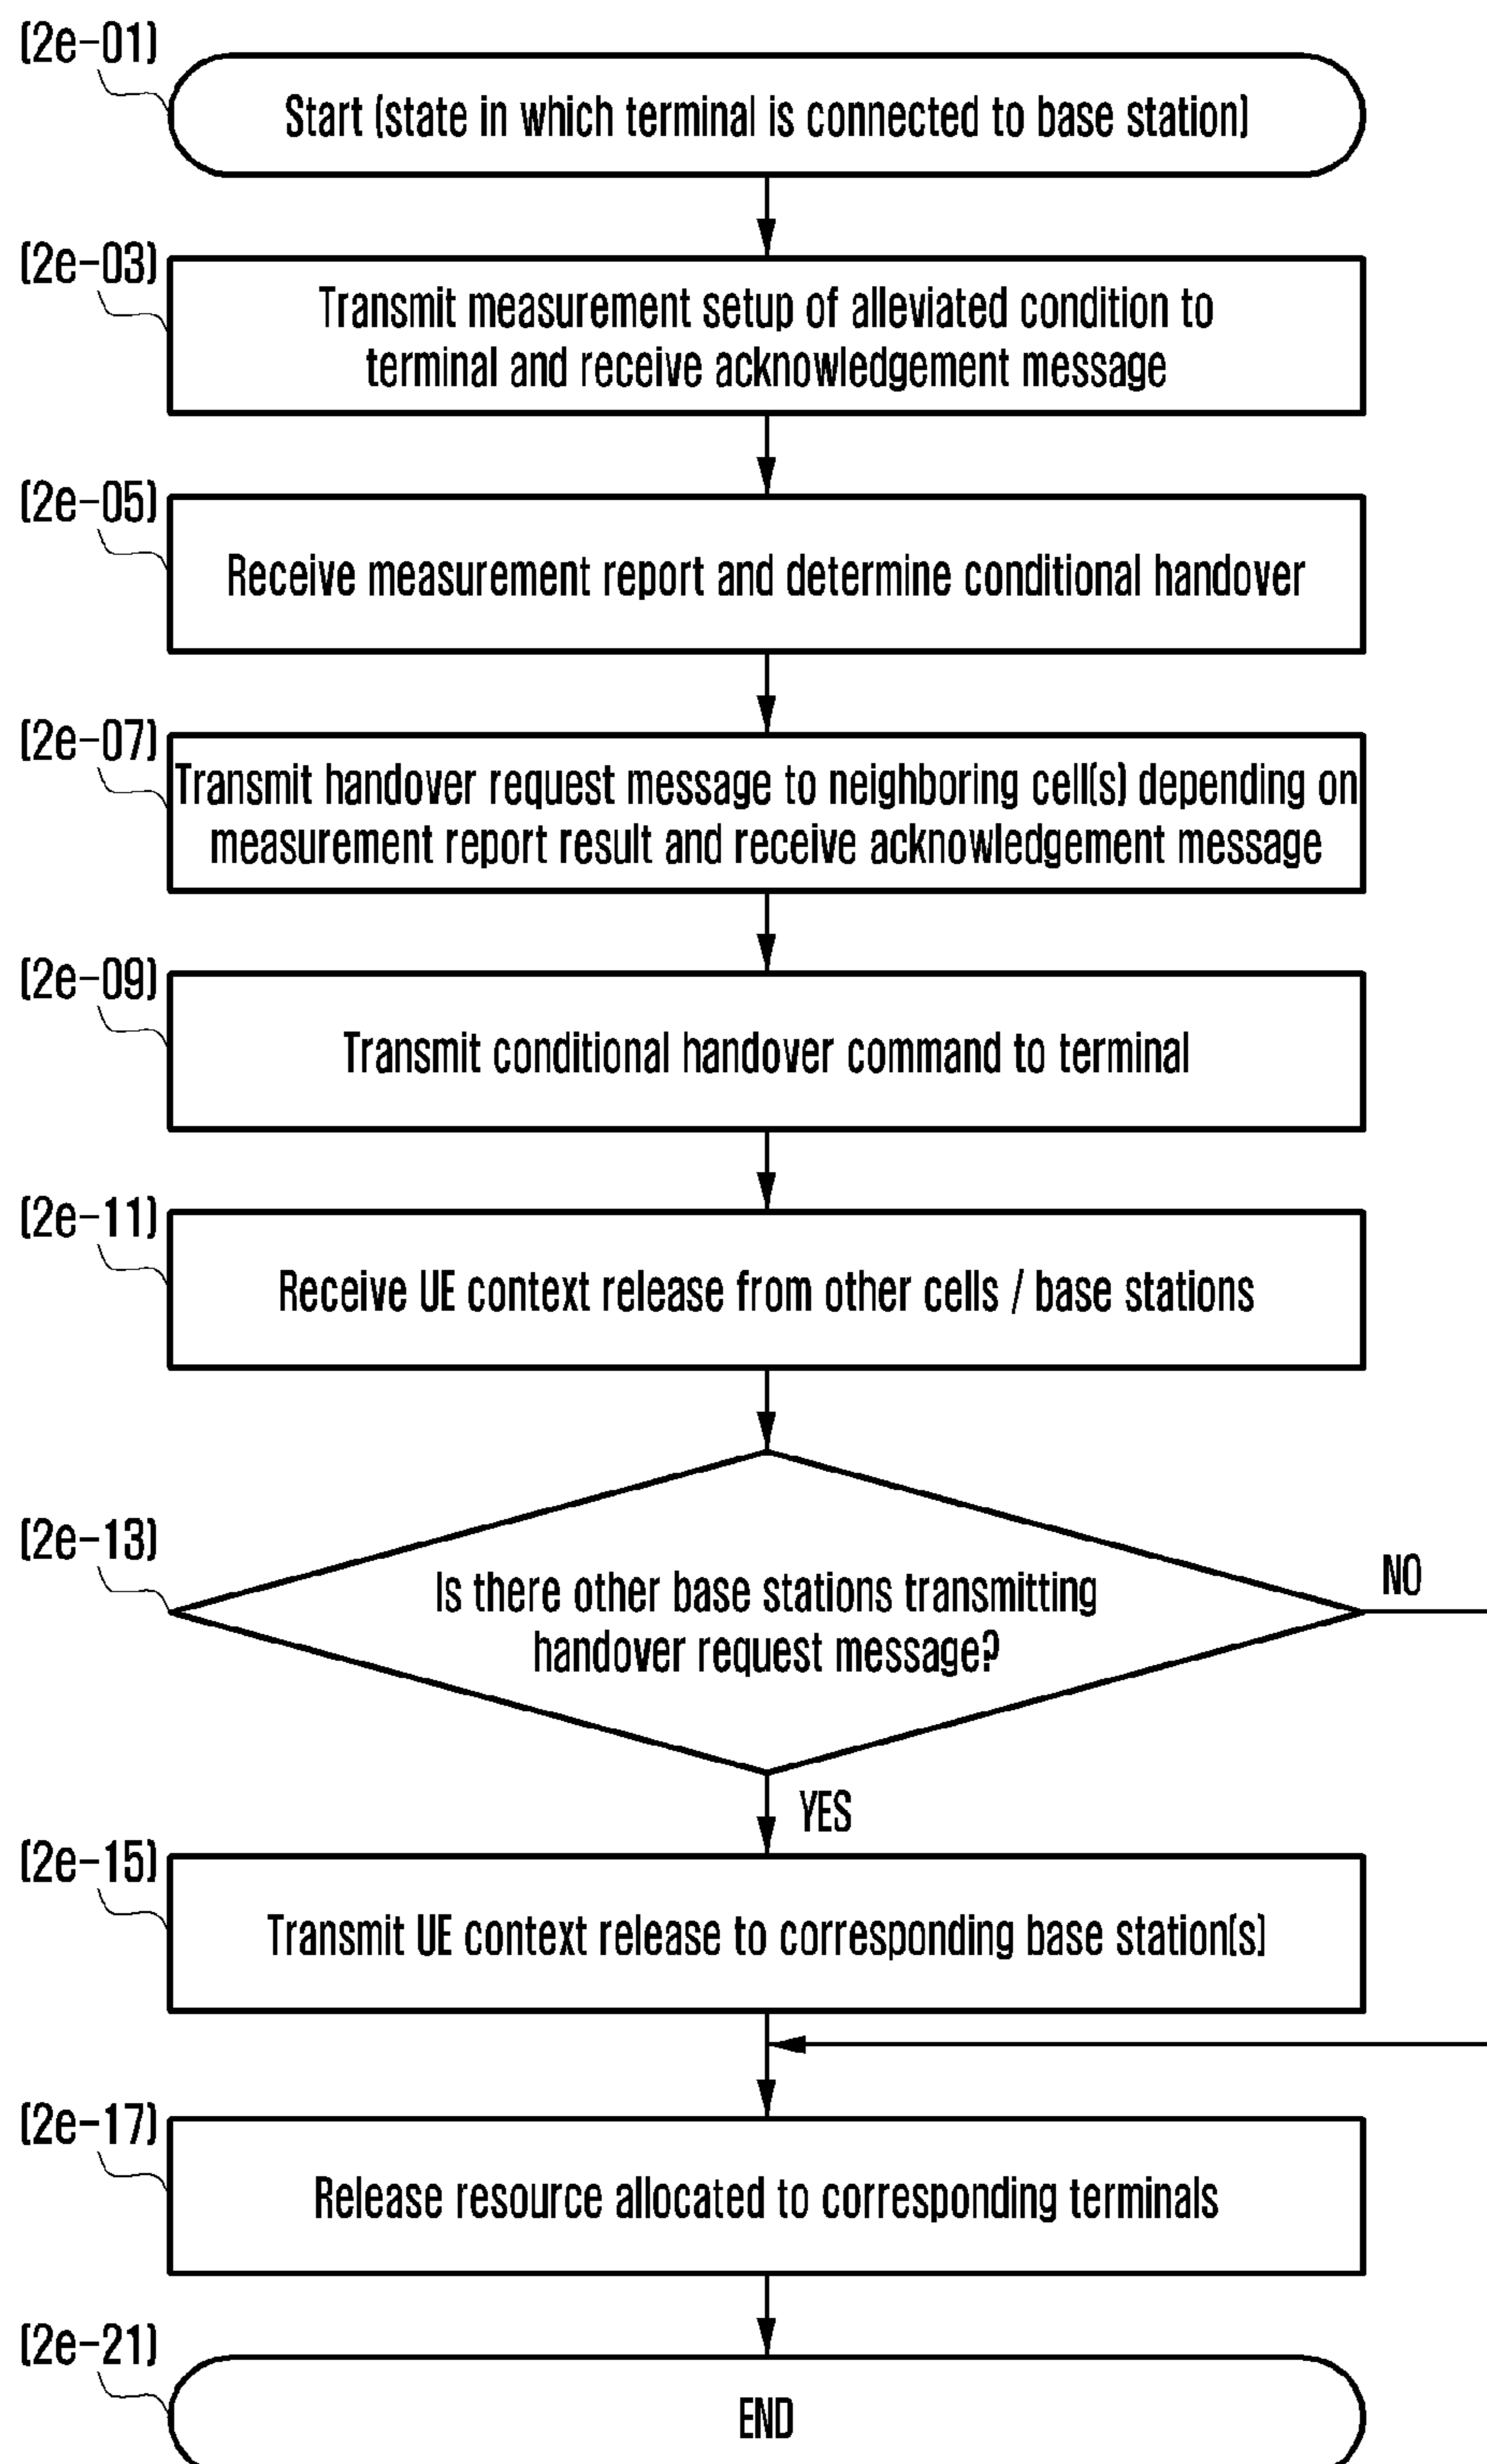 (2e-01)
Start (state in which terminal is connected to base station)
(2e-03)
Transmit measurement setup of alleviated condition to
terminal and receive acknowledgement message
(2e-05)
Receive measurement report and determine conditional handover
(2e-07)
Transmit handover request message to neighboring cell(s) depending on
measurement report result and receive acknowledgement message
(2e-09)
Transmit conditional handover command to terminal
(2e-11)
Receive UE context release from other cells / base stations
(2e-13)
Is there other base stations transmitting
handover request message?
NO
YES
(2e-15)
Transmit UE context release to corresponding base station(s)
(2e-17)
Release resource allocated to corresponding terminals
(2e-21)
END